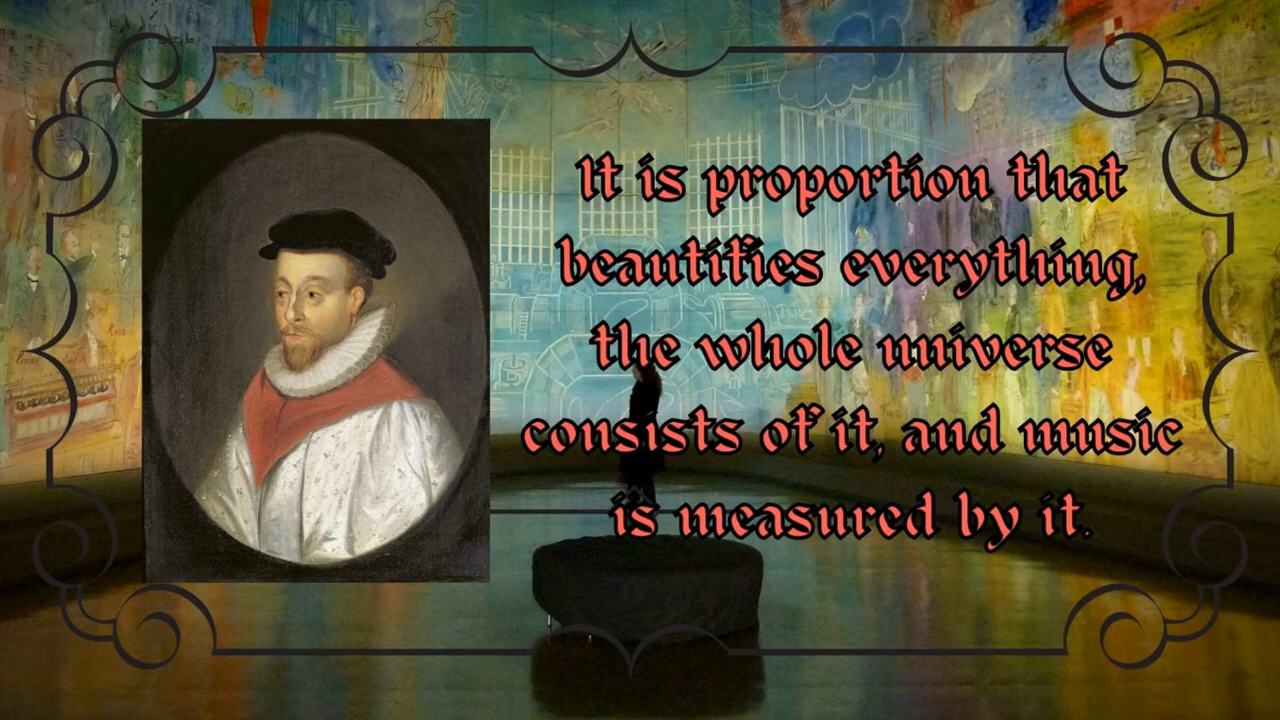 It is proportion that
beautifies everything,
the whole universe
consists of it, and music
is measured by it.